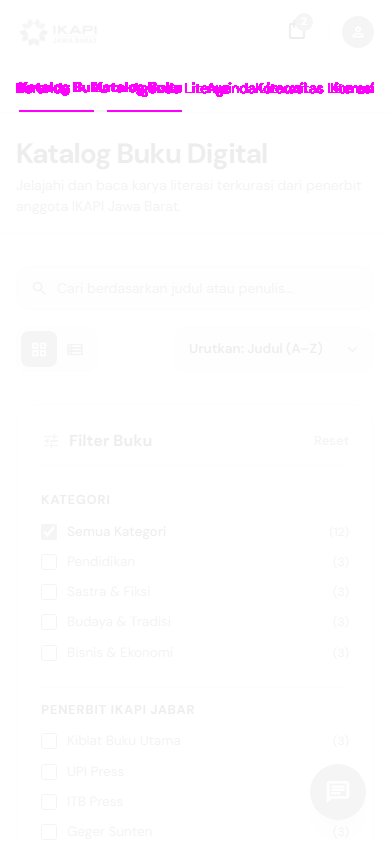 IKAPI
JAWA BARAT
2
Katalog Buku
Katalog Buku Digital
Jelajahi dan baca karya literasi terkurasi dari penerbit
anggota IKAPI Jawa Barat.
Cari berdasarkan judul atau penulis...
Urutkan: Judul (A-Z)
Filter Buku
Reset
KATEGORI
Semua Kategori (12)
Pendidikan (3)
Sastra & Fiksi (3)
Budaya & Tradisi (3)
Bisnis & Ekonomi (3)
PENERBIT IKAPI JABAR
Kiblat Buku Utama (3)
UPI Press
ITB Press
Geger Sunten (3)